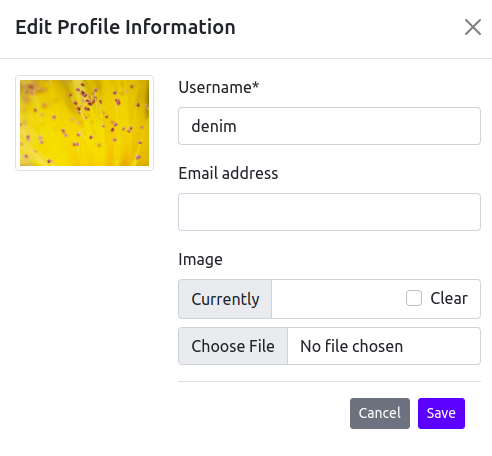 Edit Profile Information
Username*
denim
Email address
Image
Currently Clear
Choose File No file chosen
Cancel Save